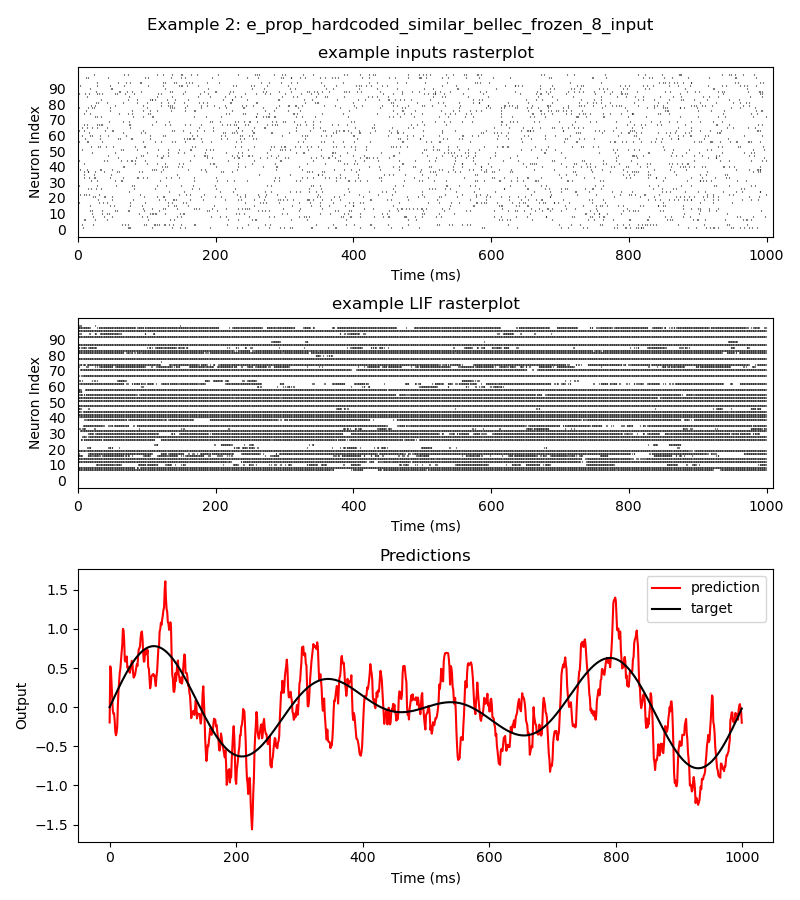 Example 2: e_prop_hardcoded_similar_bellec_frozen_8_input
example inputs rasterplot
90
80
70
60
50
40
30
20
10
0
Neuron Index
0 200 400 600 800 1000
Time (ms)
example LIF rasterplot
90
80
70
60
50
40
30
20
10
0
Neuron Index
0 200 400 600 800 1000
Time (ms)
Predictions
1.5
1.0
0.5
0.0
−0.5
−1.0
−1.5
Output
prediction
target
0 200 400 600 800 1000
Time (ms)